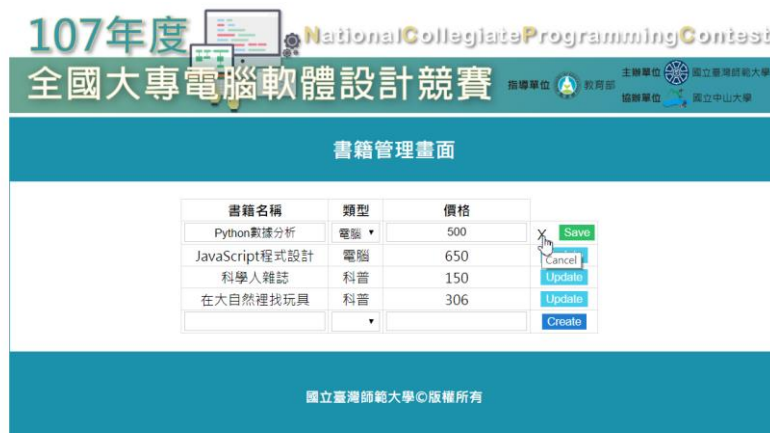 107年度 NationalCollegiateProgrammingContest
全國大專電腦軟體設計競賽 指導單位 教育部 主辦單位 國立臺灣師範大學
協辦單位 國立中山大學
書籍管理畫面
書籍名稱 類型 價格
Python數據分析 電腦 500 X Save
JavaScript程式設計 電腦 650
Cancel
科學人雜誌 科普 150 Update
在大自然裡找玩具 科普 306 Update
Create
國立臺灣師範大學©版權所有